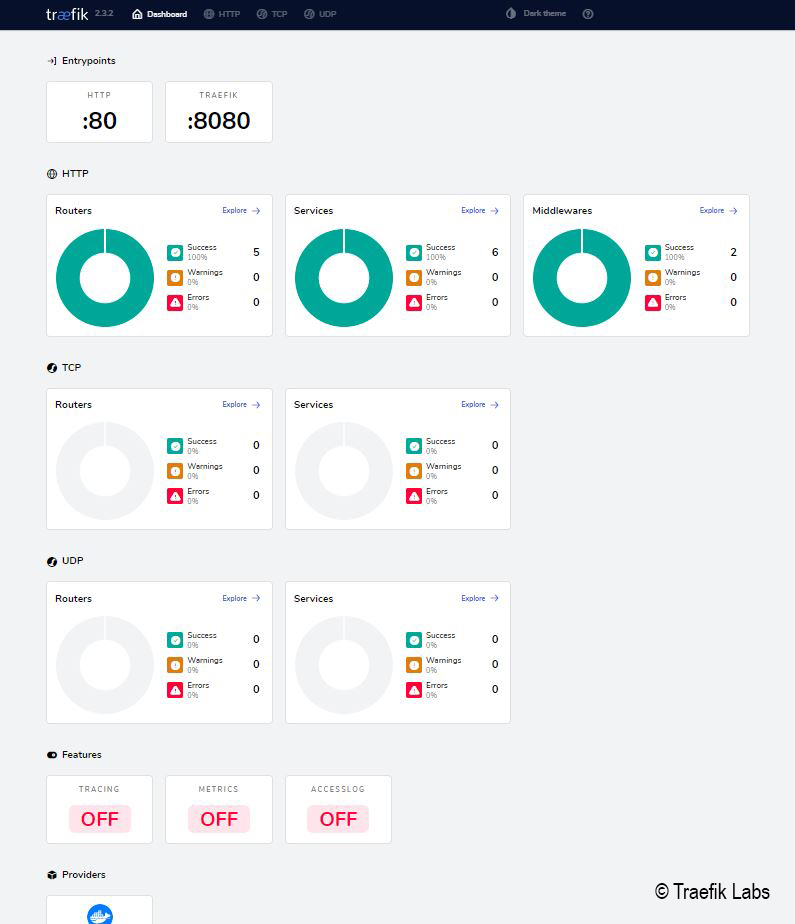 træfik 2.3.2 Dashboard HTTP TCP UDP Dark theme
Entrypoints
HTTP TRAEFIK
:80 :8080
HTTP
Routers Explore Services Explore Middlewares Explore
Success 5 Success 6 Success 2
100% 100% 100%
Warnings 0 Warnings 0 Warnings 0
0% 0% 0%
Errors 0 Errors 0 Errors 0
0% 0% 0%
TCP
Routers Explore Services Explore
Success 0 Success 0
0% 0%
Warnings 0 Warnings 0
0% 0%
Errors 0 Errors 0
0% 0%
UDP
Routers Explore Services Explore
Success 0 Success 0
0% 0%
Warnings 0 Warnings 0
0% 0%
Errors 0 Errors 0
0% 0%
Features
TRACING METRICS ACCESSLOG
OFF OFF OFF
Providers
© Traefik Labs